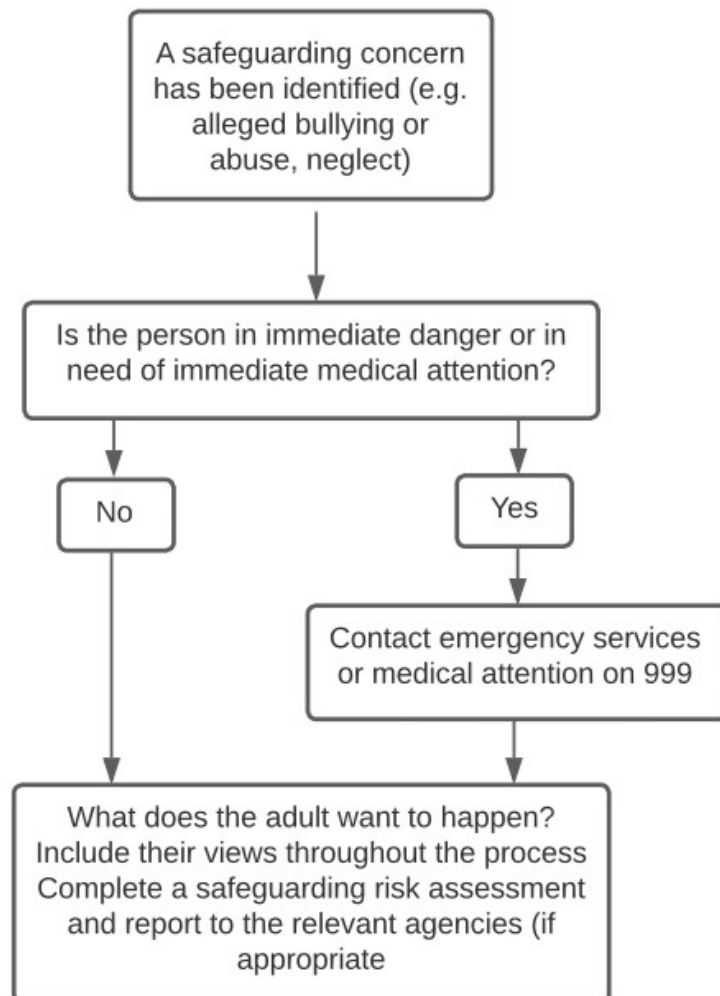 A safeguarding concern
has been identified (e.g.
alleged bullying or
abuse, neglect)
Is the person in immediate danger or in
need of immediate medical attention?
No
Yes
Contact emergency services
or medical attention on 999
What does the adult want to happen?
Include their views throughout the process
Complete a safeguarding risk assessment
and report to the relevant agencies (if
appropriate